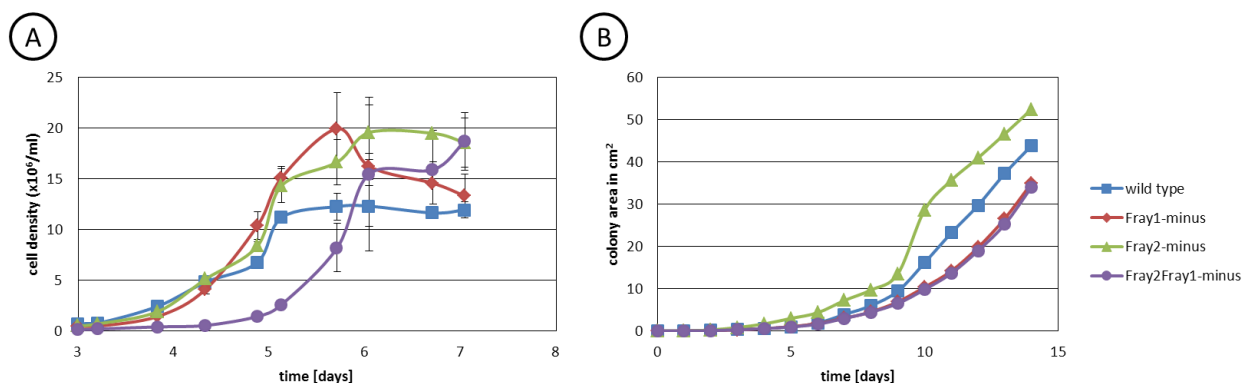 A
B
cell density (x10⁶/ml)
25
20
15
10
5
0
3
4
5
6
7
8
time [days]
colony area in cm²
60
50
40
30
20
10
0
0
5
10
15
time [days]
wild type
Fray1-minus
Fray2-minus
Fray2Fray1-minus